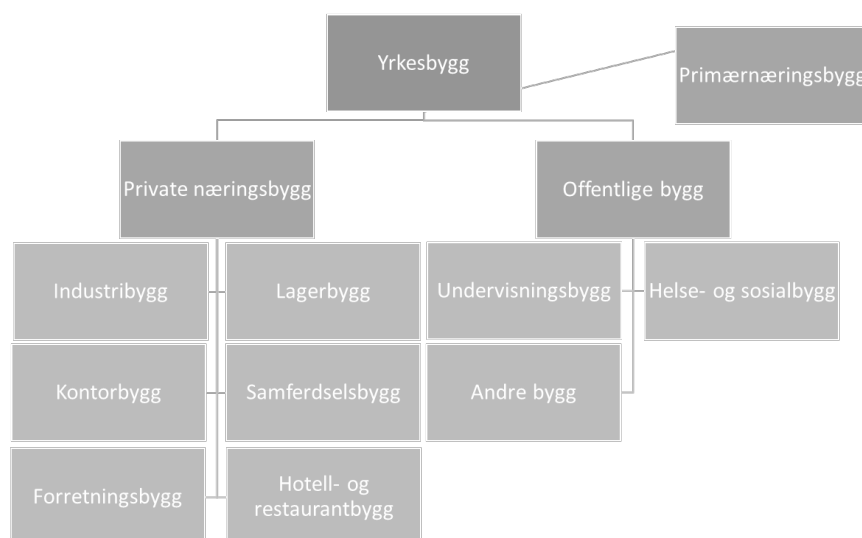 Yrkesbygg
Primærnæringsbygg
Private næringsbygg
Offentlige bygg
Industribygg
Lagerbygg
Undervisningsbygg
Helse- og sosialbygg
Kontorbygg
Samferdselsbygg
Andre bygg
Forretningsbygg
Hotell- og
restaurantbygg